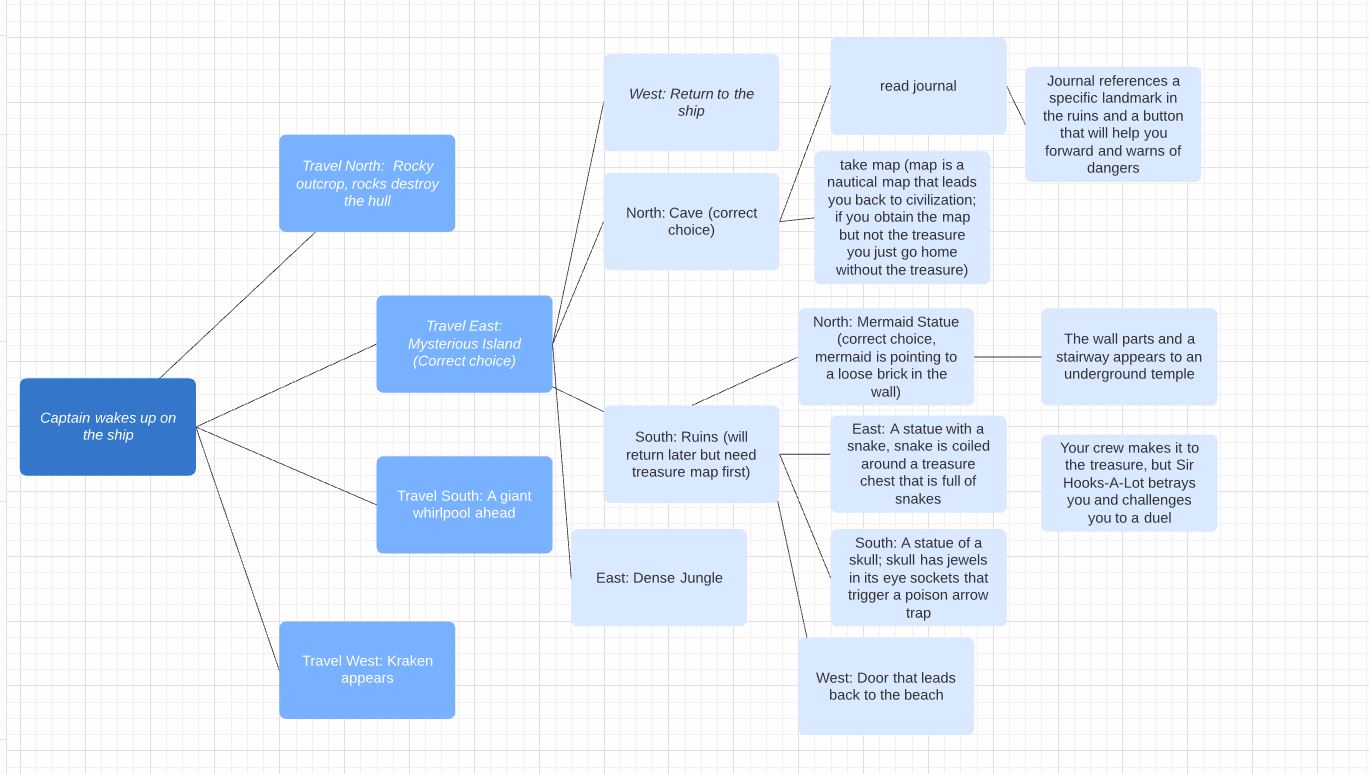 Captain wakes up on
the ship
Travel North:  Rocky
outcrop, rocks destroy
the hull
Travel East:
Mysterious Island
(Correct choice)
Travel South: A giant
whirlpool ahead
Travel West: Kraken
appears
West: Return to the
ship
North: Cave (correct
choice)
South: Ruins (will
return later but need
treasure map first)
East: Dense Jungle
read journal
take map (map is a
nautical map that leads
you back to civilization;
if you obtain the map
but not the treasure
you just go home
without the treasure)
Journal references a
specific landmark in
the ruins and a button
that will help you
forward and warns of
dangers
North: Mermaid Statue
(correct choice,
mermaid is pointing to
a loose brick in the
wall)
East: A statue with a
snake, snake is coiled
around a treasure
chest that is full of
snakes
South: A statue of a
skull; skull has jewels
in its eye sockets that
trigger a poison arrow
trap
West: Door that leads
back to the beach
The wall parts and a
stairway appears to an
underground temple
Your crew makes it to
the treasure, but Sir
Hooks-A-Lot betrays
you and challenges
you to a duel